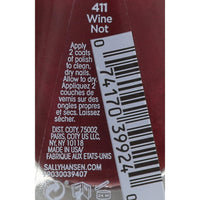 411
Wine
Not
Apply
2 coats
of polish
to clean,
dry nails.
Allow to
dry.
Appliquez 2
couches de
vernis sur
des ongles
propres et
secs. Laissez
sécher.
DIST. COTY, 75002
PARIS, COTY US LLC,
NY, NY 10118
MADE IN USA/
FABRIQUE AUX ETATS-UNIS
SALLYHANSEN.COM
99030039407
0 74170 39924 0